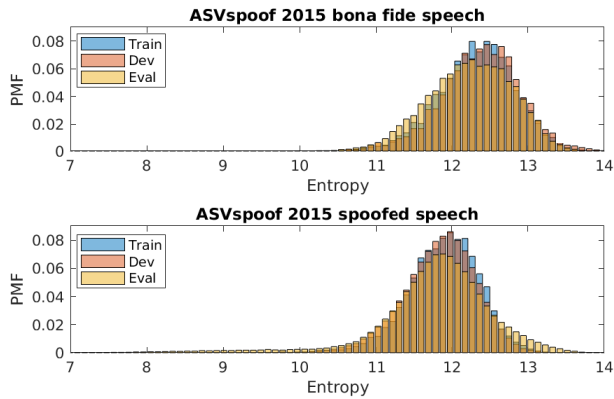 ASVspoof 2015 bona fide speech
0.08
0.06
0.04
0.02
0
PMF
Train
Dev
Eval
7 8 9 10 11 12 13 14
Entropy
ASVspoof 2015 spoofed speech
0.08
0.06
0.04
0.02
0
PMF
Train
Dev
Eval
7 8 9 10 11 12 13 14
Entropy